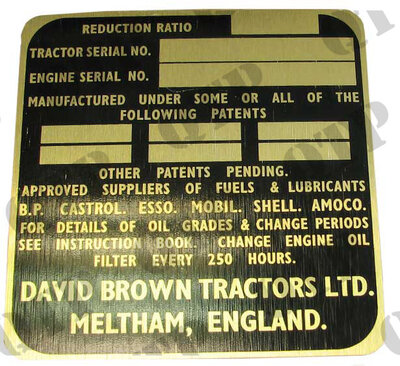 REDUCTION RATIO
TRACTOR SERIAL NO.
ENGINE SERIAL NO.
MANUFACTURED UNDER SOME OR ALL OF THE
FOLLOWING PATENTS
OTHER PATENTS PENDING.
APPROVED SUPPLIERS OF FUELS & LUBRICANTS
B.P. CASTROL. ESSO. MOBIL. SHELL. AMOCO.
FOR DETAILS OF OIL GRADES & CHANGE PERIODS
SEE INSTRUCTION BOOK. CHANGE ENGINE OIL
FILTER EVERY 250 HOURS.
DAVID BROWN TRACTORS LTD.
MELTHAM, ENGLAND.
QTP